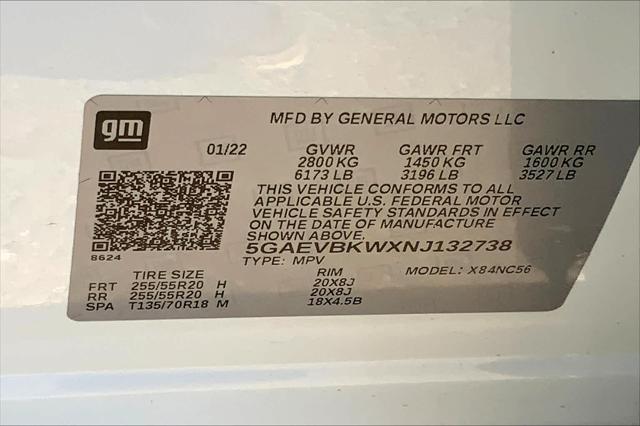 gm
MFD BY GENERAL MOTORS LLC
01/22 GVWR GAWR FRT GAWR RR
2800 KG 1450 KG 1600 KG
6173 LB 3196 LB 3527 LB
THIS VEHICLE CONFORMS TO ALL
APPLICABLE U.S. FEDERAL MOTOR
VEHICLE SAFETY STANDARDS IN EFFECT
ON THE DATE OF MANUFACTURE
SHOWN ABOVE.
8624
5GAEVBKWXNJ132738
TYPE: MPV MODEL: X84NC56
TIRE SIZE RIM
FRT 255/55R20 H 20X8J
RR 255/55R20 H 20X8J
SPA T135/70R18 M 18X4.5B